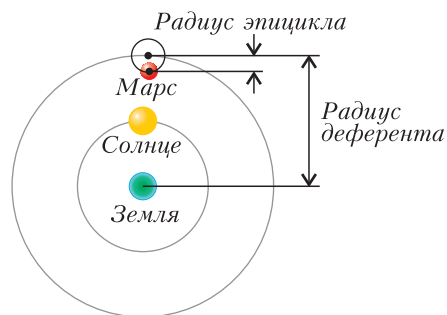 Радиус эпицикла
Марс
Солнце
Радиус
деферента
Земля